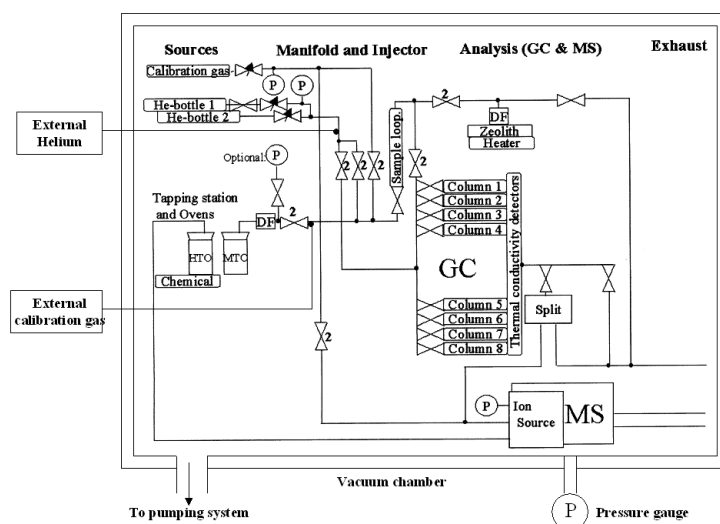 Sources
Manifold and Injector
Analysis (GC & MS)
Exhaust
Calibration gas
P
P
He-bottle 1
He-bottle 2
External
Helium
Optional:
P
2
2
2
2
2
Sample loop
DF
Zeolith
Heater
Tapping station
and Ovens
DF
2
HTO
MTC
Chemical
Column 1
Column 2
Column 3
Column 4
GC
Thermal conductivity detectors
Column 5
Column 6
Column 7
Column 8
External
calibration gas
2
Split
P
Ion
Source
MS
Vacuum chamber
To pumping system
P
Pressure gauge